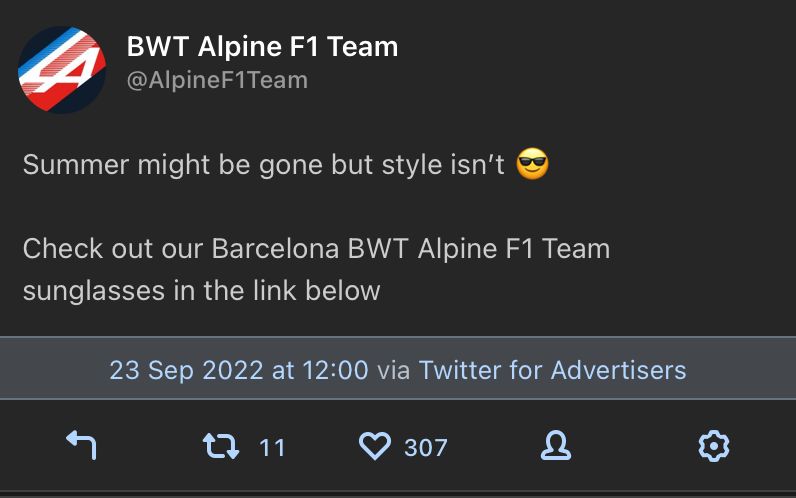 BWT Alpine F1 Team
@AlpineF1Team
Summer might be gone but style isn’t 😎
Check out our Barcelona BWT Alpine F1 Team
sunglasses in the link below
23 Sep 2022 at 12:00 via Twitter for Advertisers
11 307